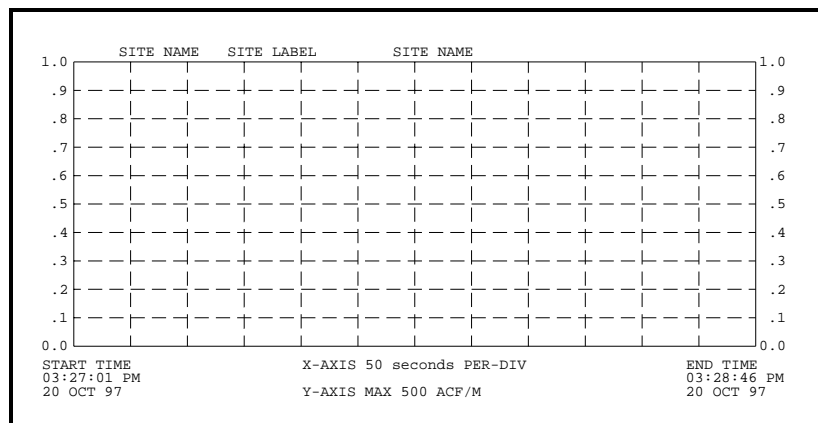 SITE NAME SITE LABEL SITE NAME
1.0 1.0
.9 .9
.8 .8
.7 .7
.6 .6
.5 .5
.4 .4
.3 .3
.2 .2
.1 .1
0.0 0.0
START TIME X-AXIS 50 seconds PER-DIV END TIME
03:27:01 PM 03:28:46 PM
20 OCT 97 Y-AXIS MAX 500 ACF/M 20 OCT 97